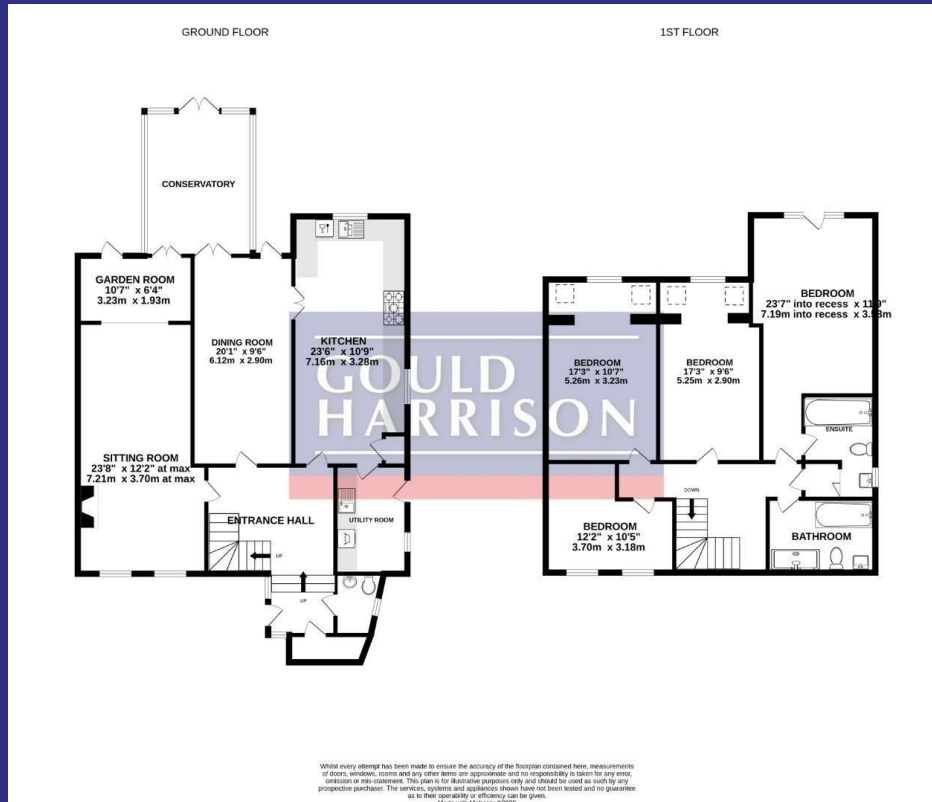 GROUND FLOOR
1ST FLOOR
CONSERVATORY
GARDEN ROOM
10'7" x 6'4"
3.23m x 1.93m
DINING ROOM
20'1" x 9'6"
6.12m x 2.90m
KITCHEN
23'6" x 10'9"
7.16m x 3.28m
SITTING ROOM
23'8" x 12'2" at max
7.21m x 3.70m at max
ENTRANCE HALL
UP
UTILITY ROOM
UP
BEDROOM
23'7" into recess x 11'9"
7.19m into recess x 3.58m
BEDROOM
17'3" x 10'7"
5.26m x 3.23m
BEDROOM
17'3" x 9'6"
5.25m x 2.90m
ENSUITE
DOWN
BEDROOM
12'2" x 10'5"
3.70m x 3.18m
BATHROOM
GOULD
HARRISON
Whilst every attempt has been made to ensure the accuracy of the floorplan contained here, measurements
of doors, windows, rooms and any other items are approximate and no responsibility is taken for any error,
omission or mis-statement. This plan is for illustrative purposes only and should be used as such by any
prospective purchaser. The services, systems and appliances shown have not been tested and no guarantee
as to their operability or efficiency can be given.
Made with Metropix